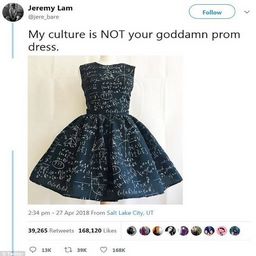 Jeremy Lam
@jere_bare
Follow
My culture is NOT your goddamn prom
dress.
2:34 pm - 27 Apr 2018 From Salt Lake City, UT
39,265 Retweets 168,120 Likes
13K
39K
168K